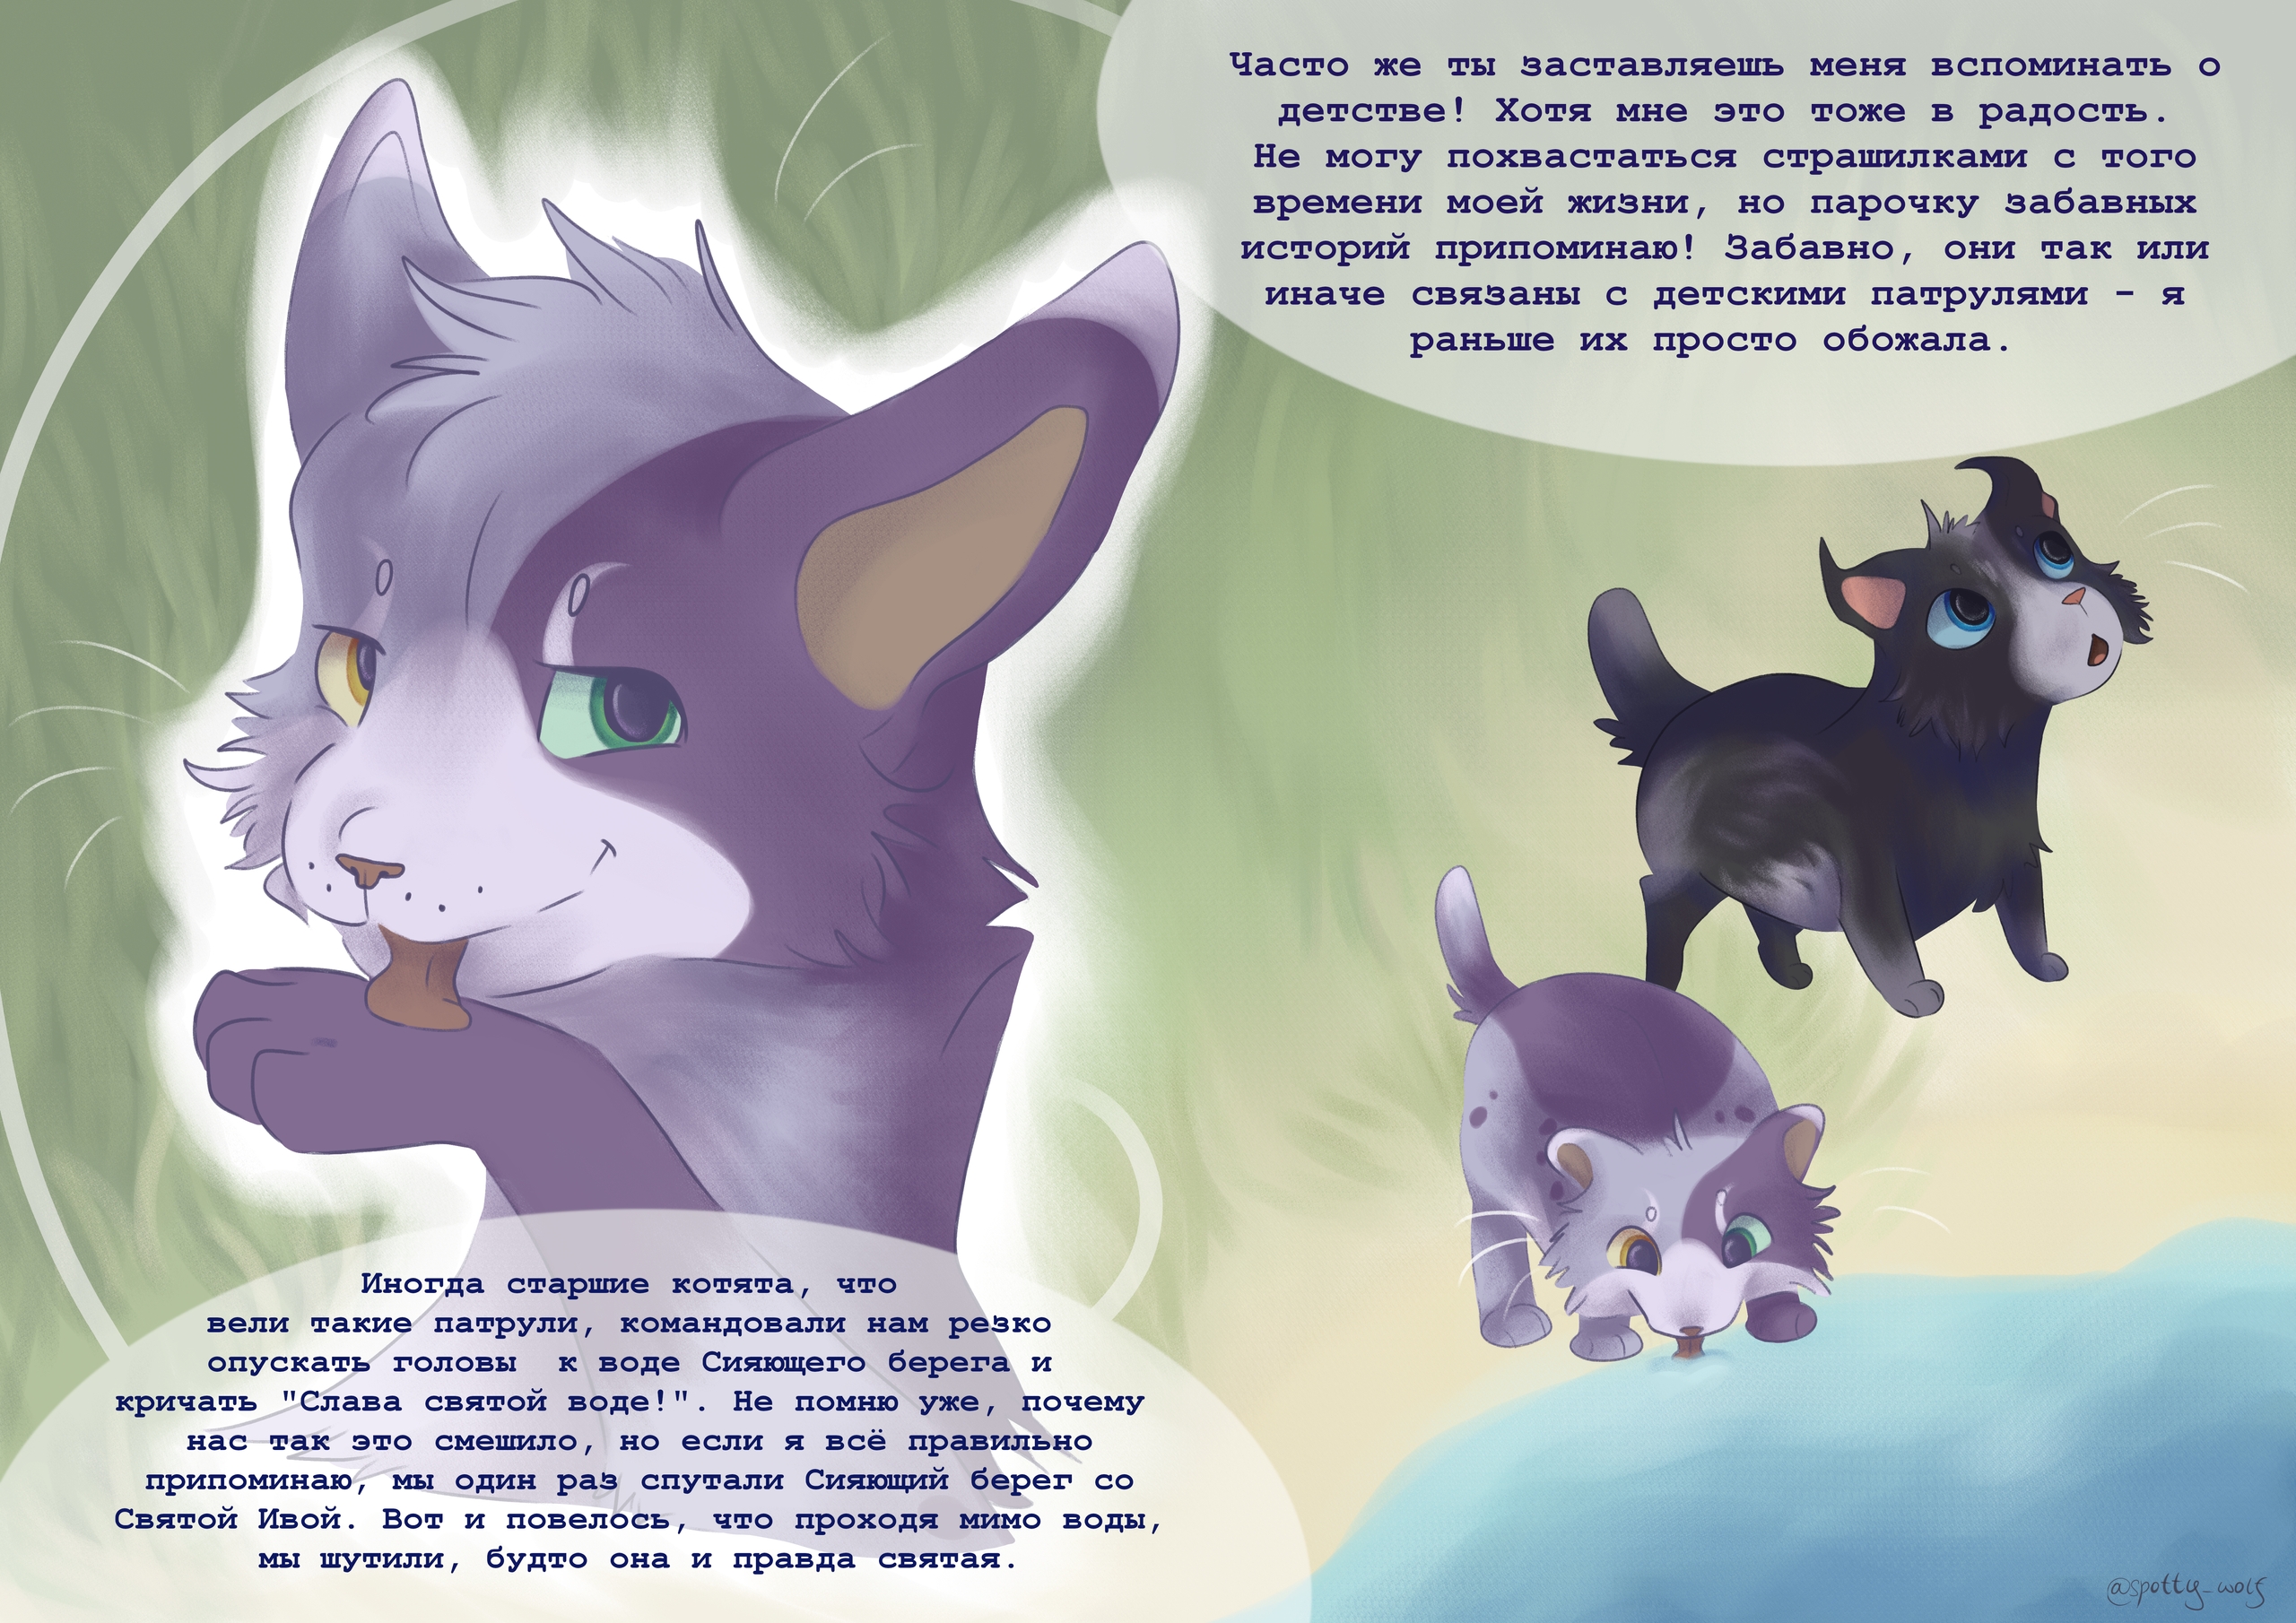 Часто же ты заставляешь меня вспоминать о
детстве! Хотя мне это тоже в радость.
Не могу похвастаться страшилками с того
времени моей жизни, но парочку забавных
историй припоминаю! Забавно, они так или
иначе связаны с детскими патрулями - я
раньше их просто обожала.
Иногда старшие котята, что
вели такие патрули, командовали нам резко
опускать головы  к воде Сияющего берега и
кричать "Слава святой воде!". Не помню уже, почему
нас так это смешило, но если я всё правильно
припоминаю, мы один раз спутали Сияющий берег со
Святой Ивой. Вот и повелось, что проходя мимо воды,
мы шутили, будто она и правда святая.
@spotty_wolf